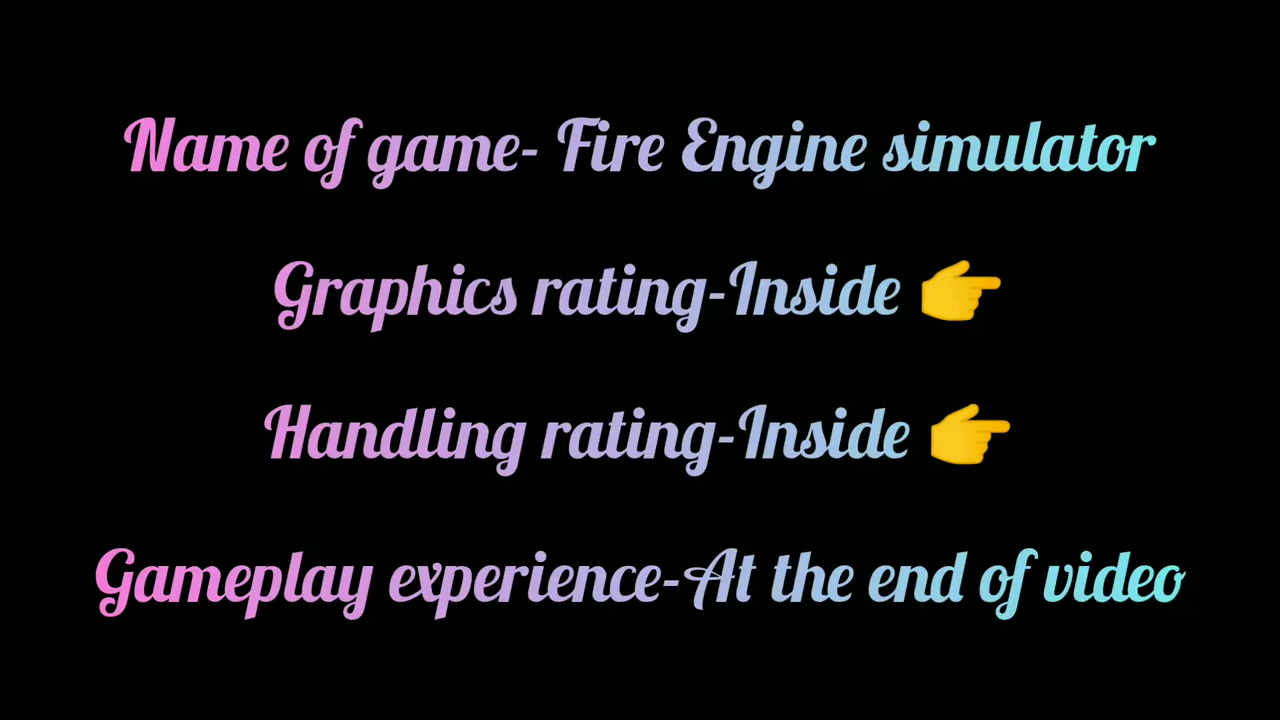 Name of game- Fire Engine simulator
Graphics rating-Inside 👉
Handling rating-Inside 👉
Gameplay experience-At the end of video